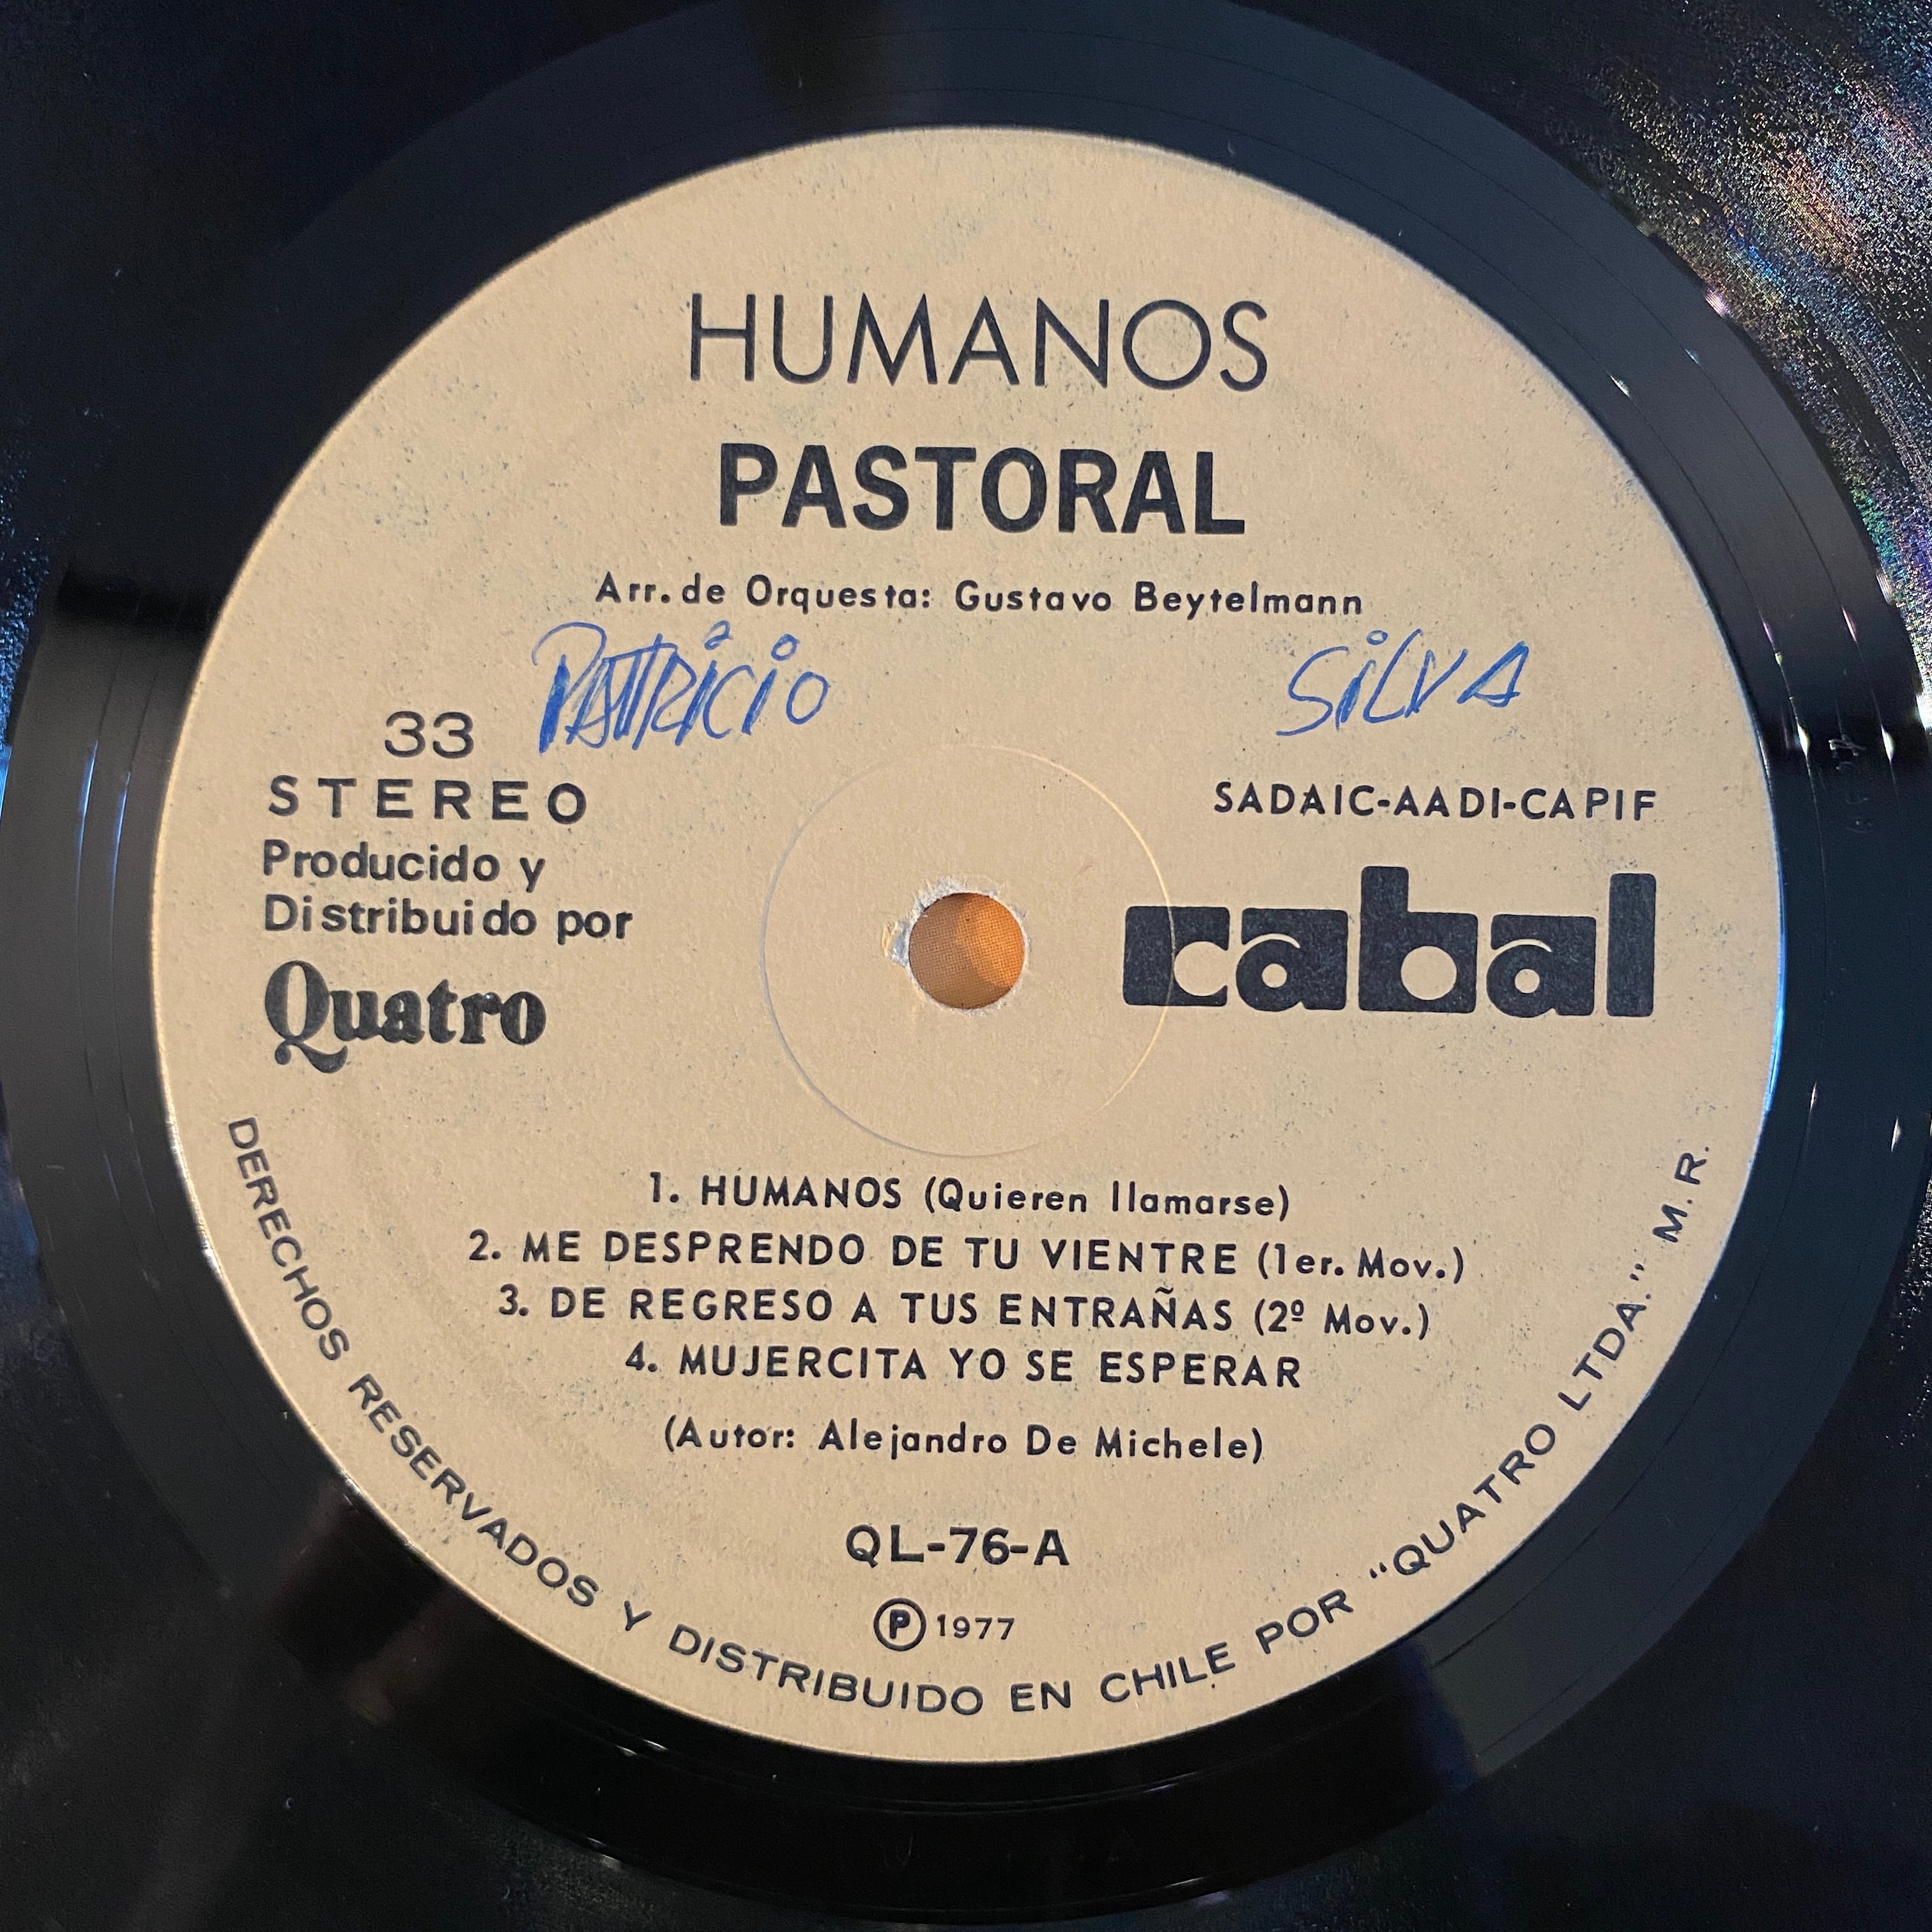 HUMANOS
PASTORAL
Arr. de Orquesta: Gustavo Beytelmann
PATRICIO SILVA
33
STEREO
Producido y
Distribuido por
Quatro
SADAIC-AADI-CAPIF
cabal
1. HUMANOS (Quieren llamarse)
2. ME DESPRENDO DE TU VIENTRE (1er. Mov.)
3. DE REGRESO A TUS ENTRAÑAS (2º Mov.)
4. MUJERCITA YO SE ESPERAR
(Autor: Alejandro De Michele)
QL-76-A
Ⓟ 1977
DERECHOS RESERVADOS Y DISTRIBUIDO EN CHILE POR "QUATRO LTDA." M.R.